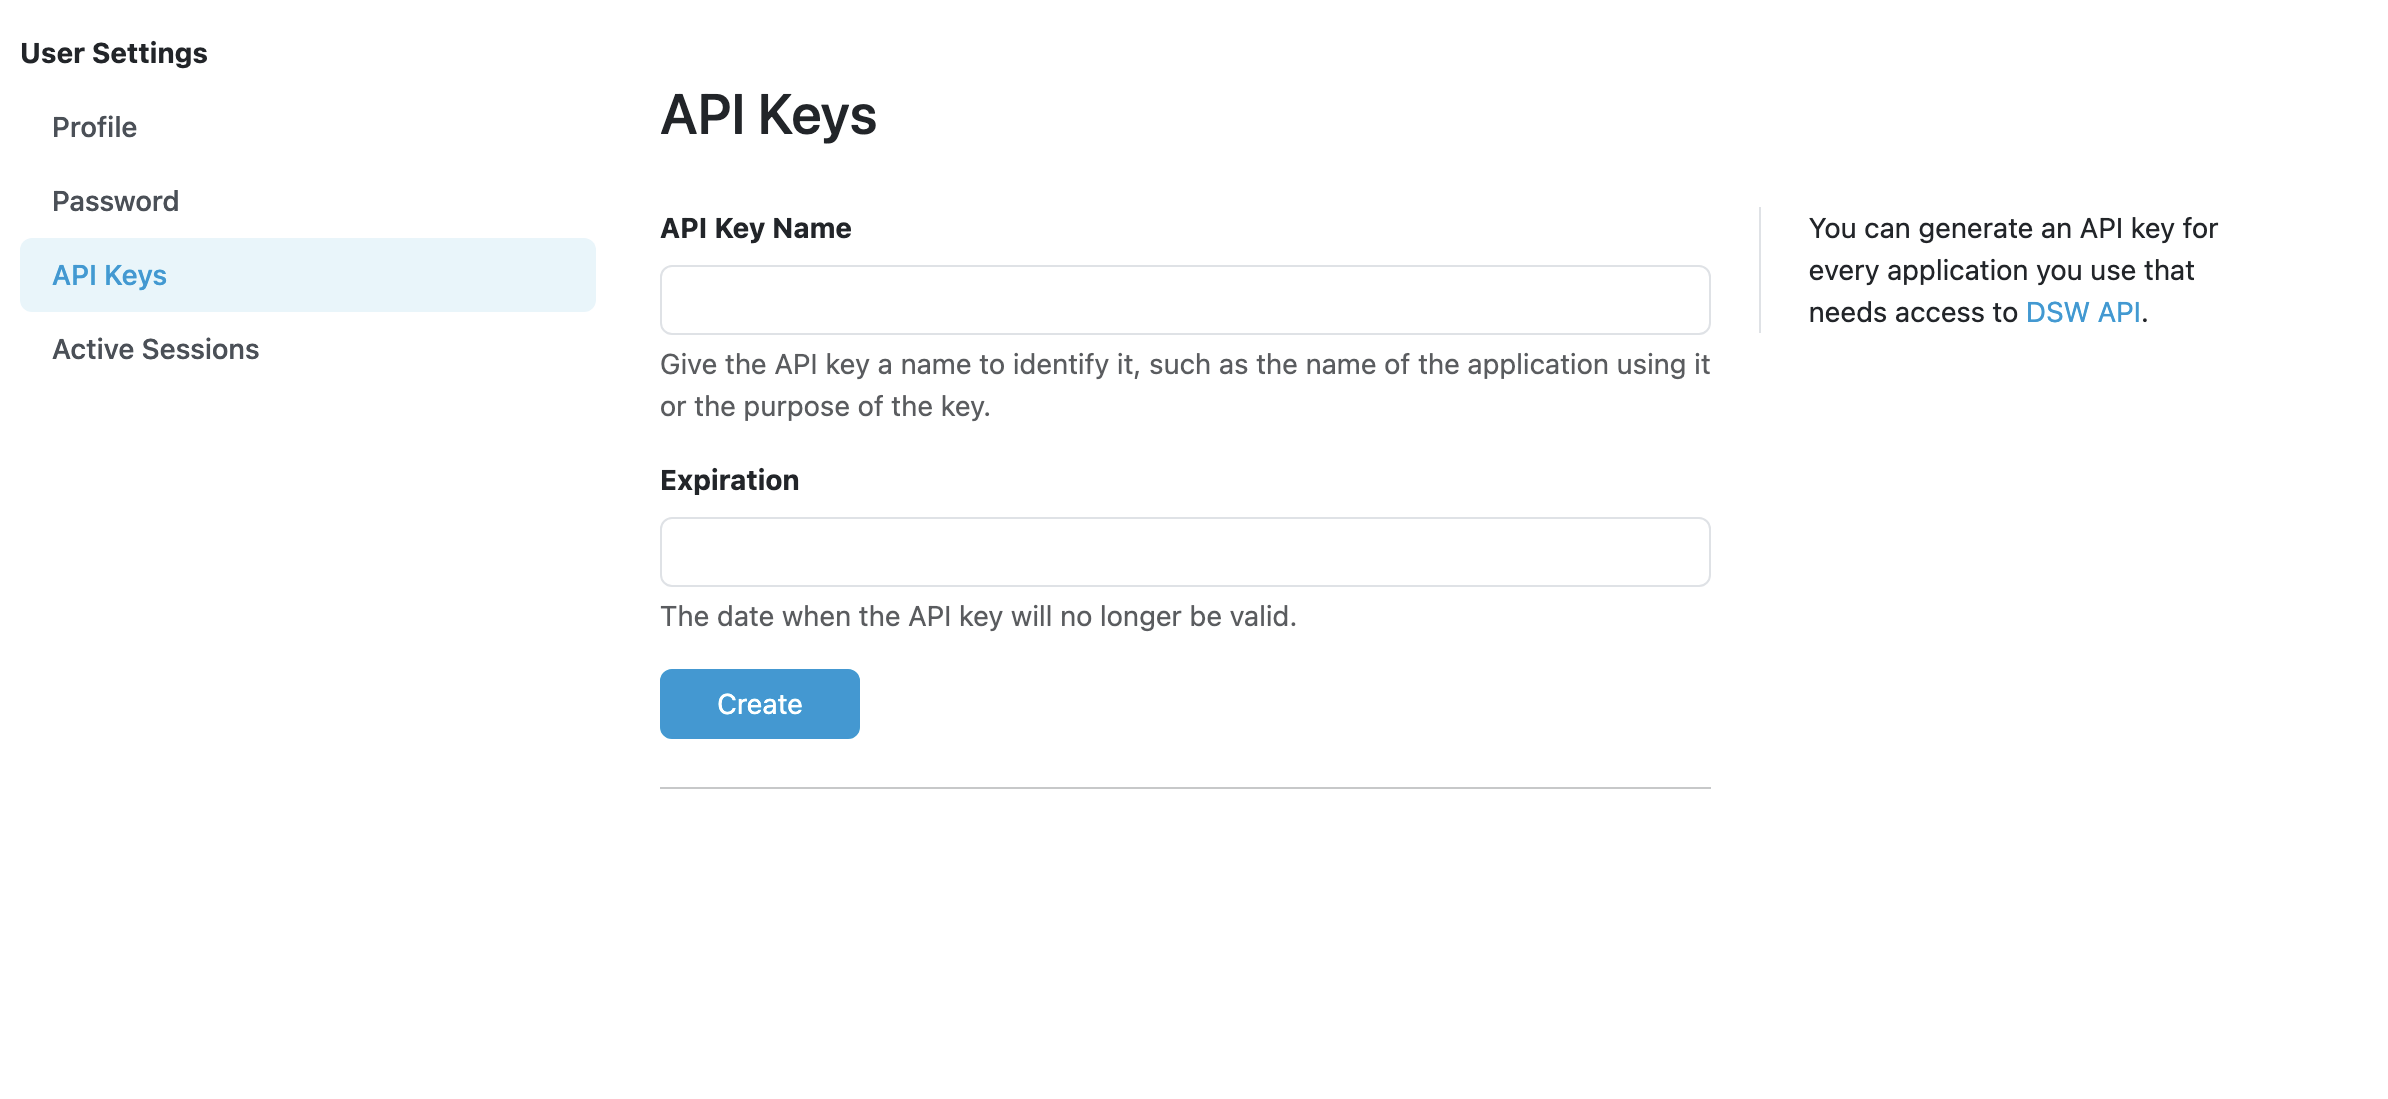 User Settings
Profile
Password
API Keys
Active Sessions
API Keys
API Key Name
Give the API key a name to identify it, such as the name of the application using it
or the purpose of the key.
Expiration
The date when the API key will no longer be valid.
Create
You can generate an API key for
every application you use that
needs access to DSW API.